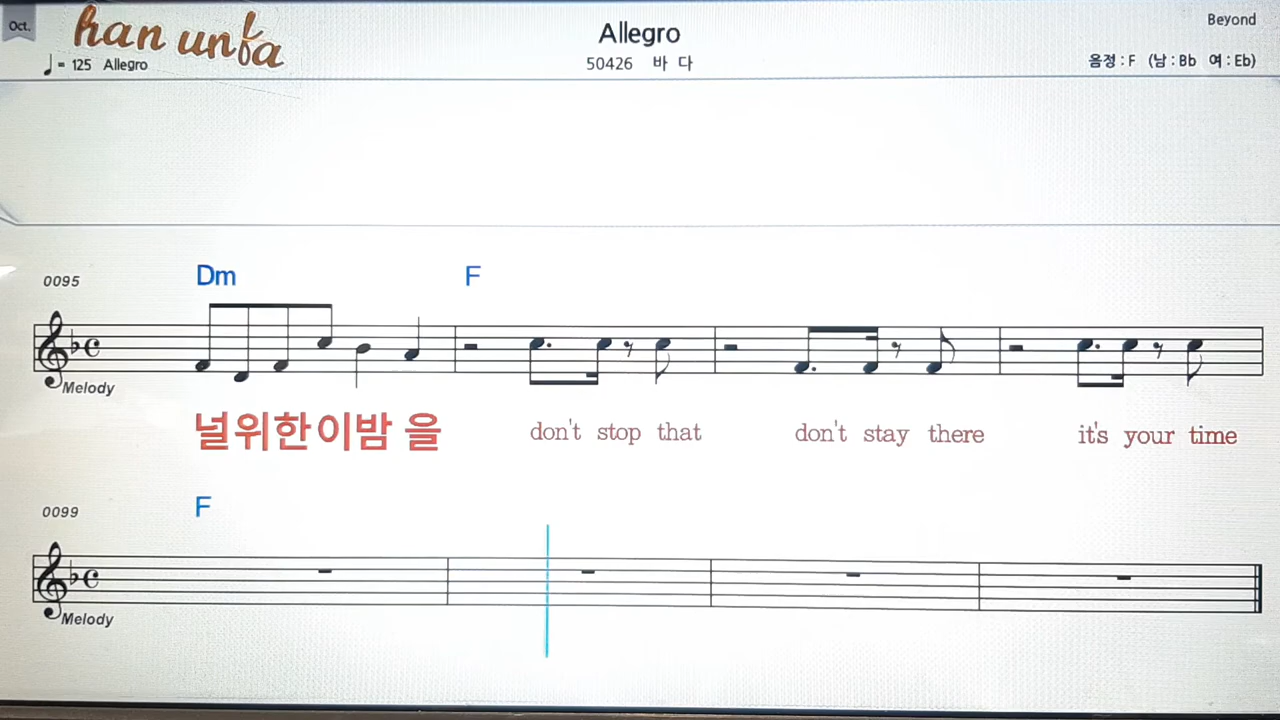 Oct.
han unfa
Allegro
Beyond
♩= 125 Allegro
50426 바 다
음정 : F (남 : Bb 여 : Eb)
0095
Dm F
Melody
널위한이밤 을 don't stop that don't stay there it's your time
0099
F
Melody